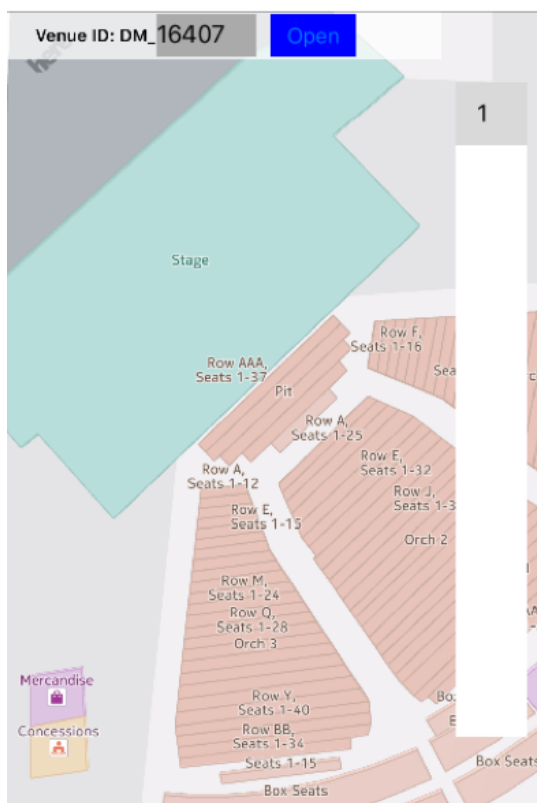 Venue ID: DM_16407
Open
here
1
Stage
Row F,
Seats 1-16
Row AAA,
Seats 1-37
Pit
Row A,
Seats 1-25
Row E,
Seats 1-32
Row A,
Seats 1-12
Row J,
Row E,
Seats 1-15
Orch 2
Row M,
Seats 1-24
Row Q,
Seats 1-28
Orch 3
Mercandise
Row Y,
Seats 1-40
Concessions
Row BB,
Seats 1-34
Seats 1-15
Box Seats
Box Seats